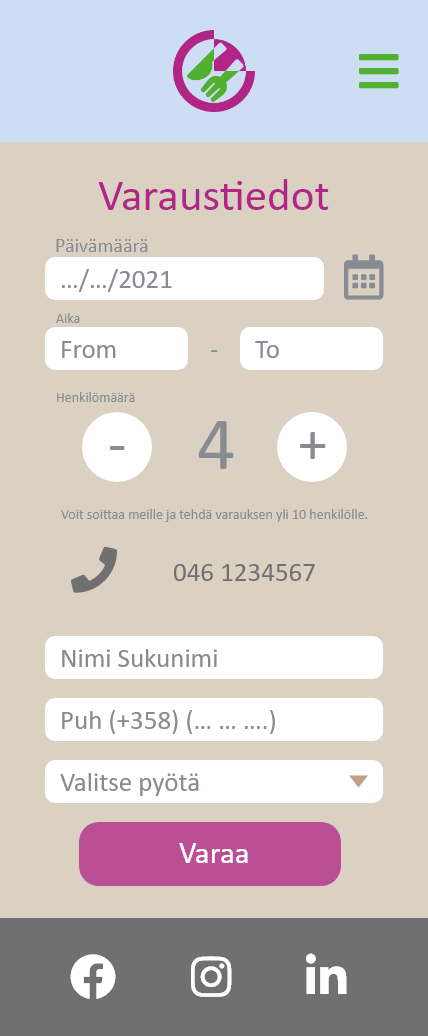 Varaustiedot
Päivämäärä
.../.../2021
Aika
From - To
Henkilömäärä
- 4 +
Voit soittaa meille ja tehdä varauksen yli 10 henkilölle.
046 1234567
Nimi Sukunimi
Puh (+358) (... ... ....)
Valitse pyötä
Varaa